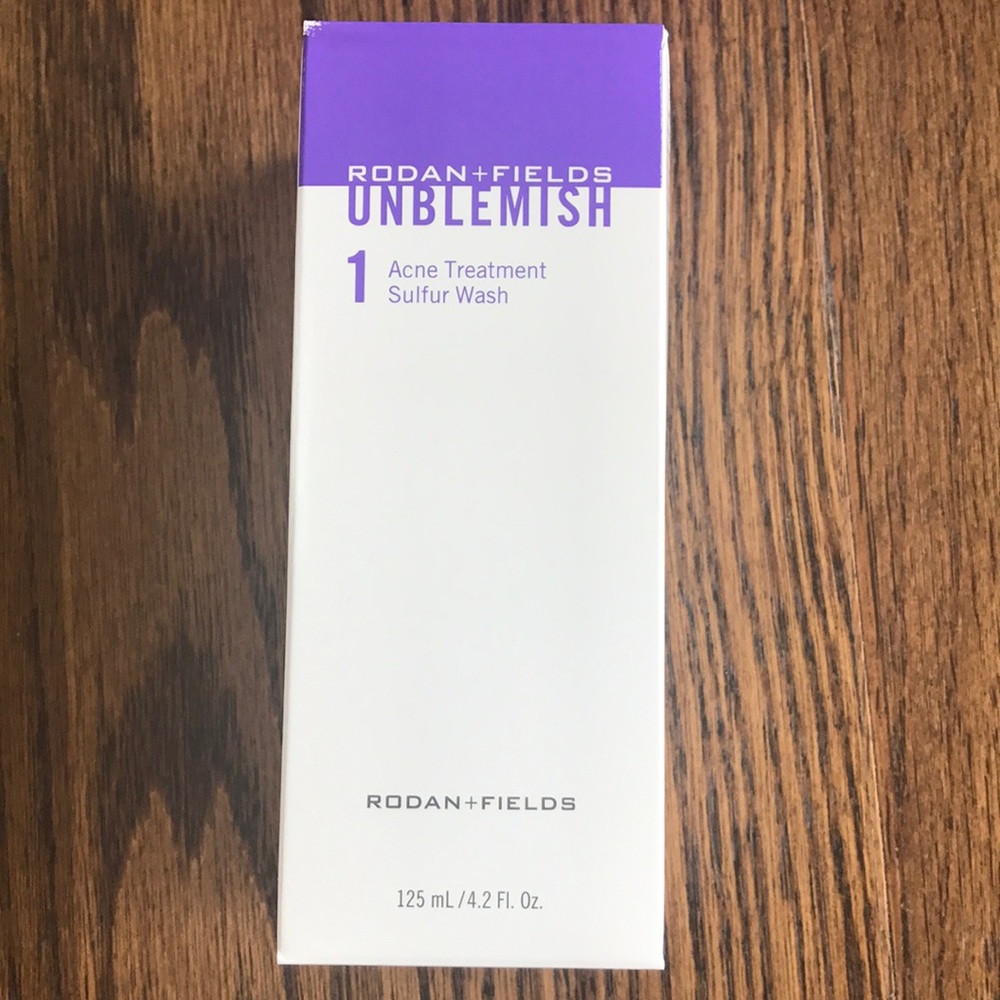 RODAN+FIELDS
UNBLEMISH
1 Acne Treatment
Sulfur Wash
RODAN+FIELDS
125 mL / 4.2 Fl. Oz.